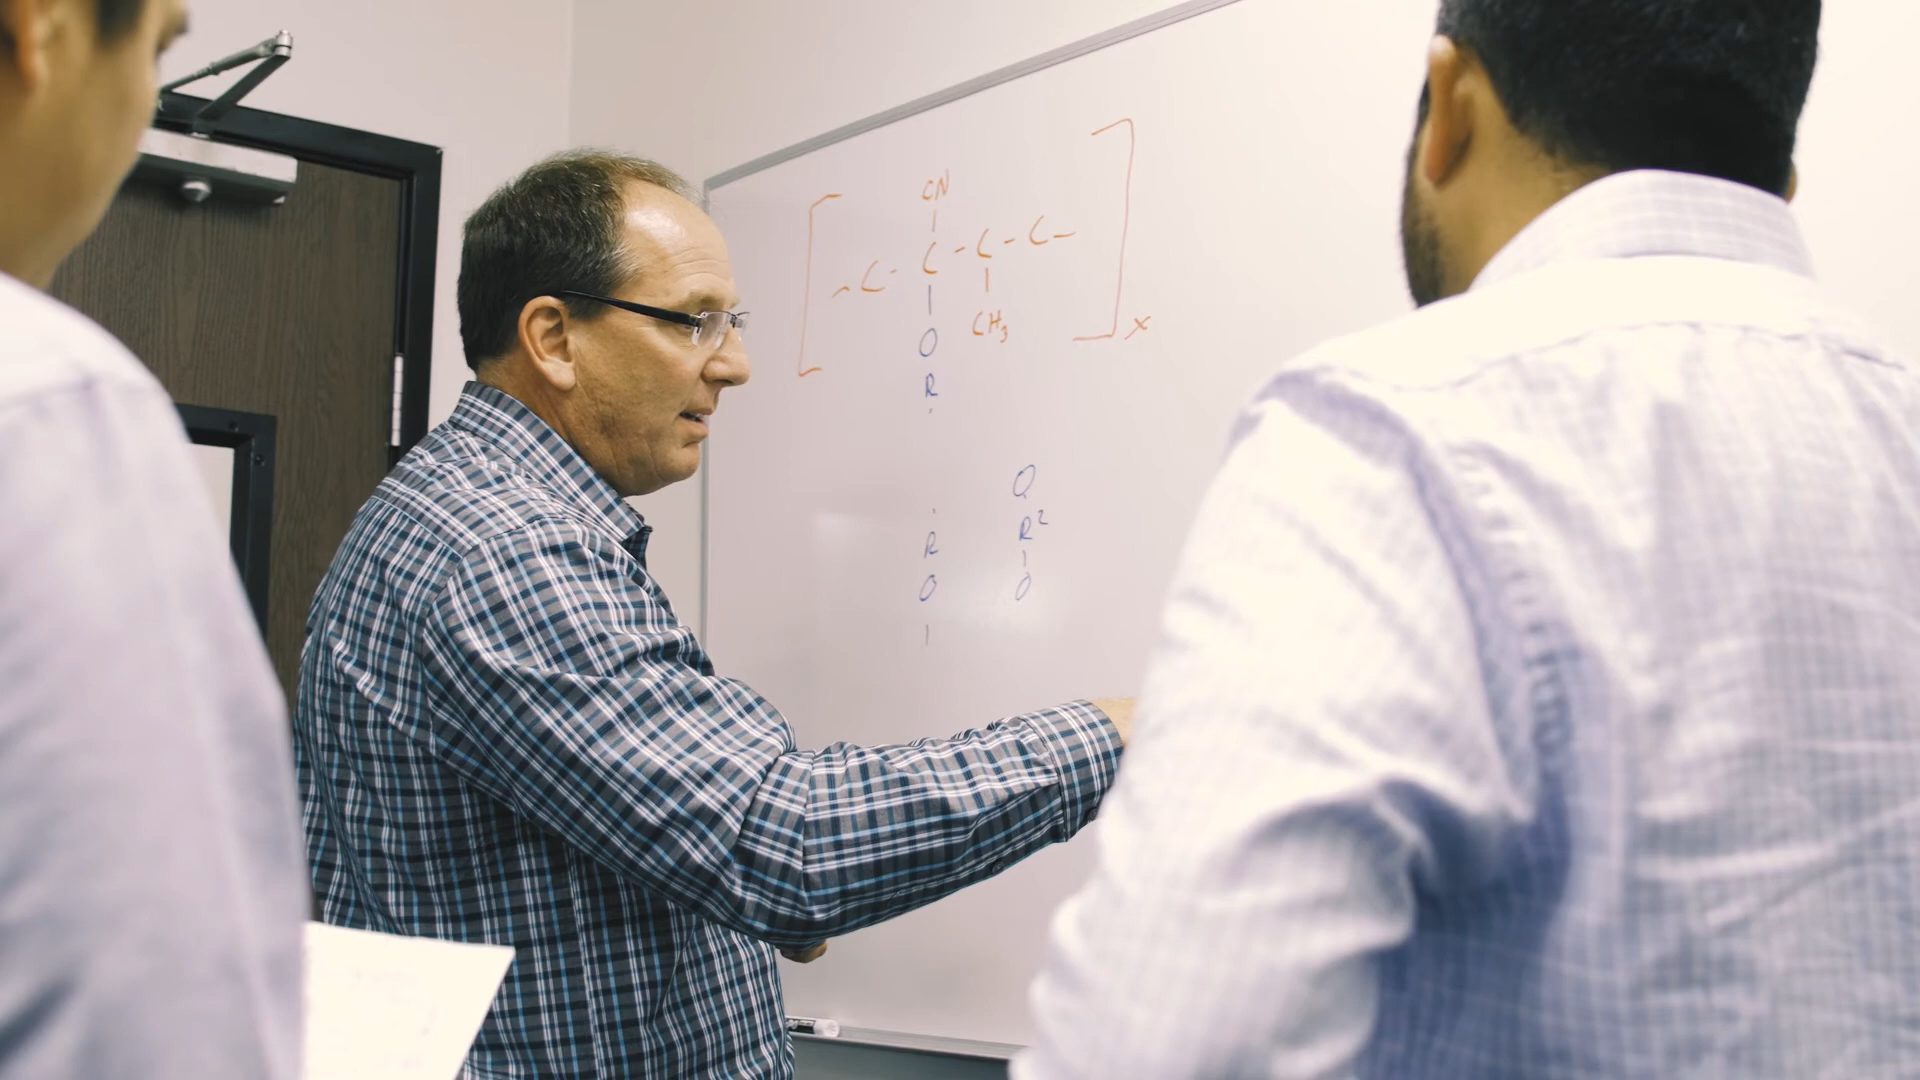 CN
- C - C - C - C -
O CH₃
R
x
O
R R²
O O